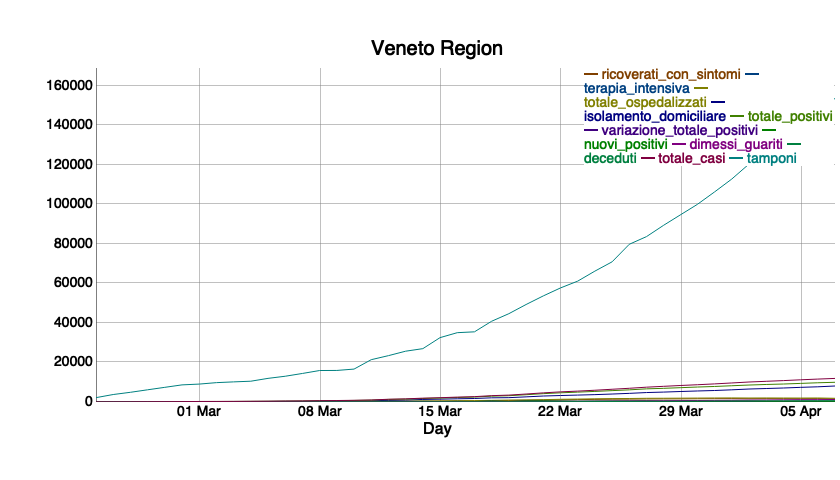 Veneto Region
— ricoverati_con_sintomi —
terapia_intensiva —
totale_ospedalizzati —
isolamento_domiciliare — totale_positivi
— variazione_totale_positivi —
nuovi_positivi — dimessi_guariti —
deceduti — totale_casi — tamponi
160000
140000
120000
100000
80000
60000
40000
20000
0
01 Mar 08 Mar 15 Mar 22 Mar 29 Mar 05 Apr
Day